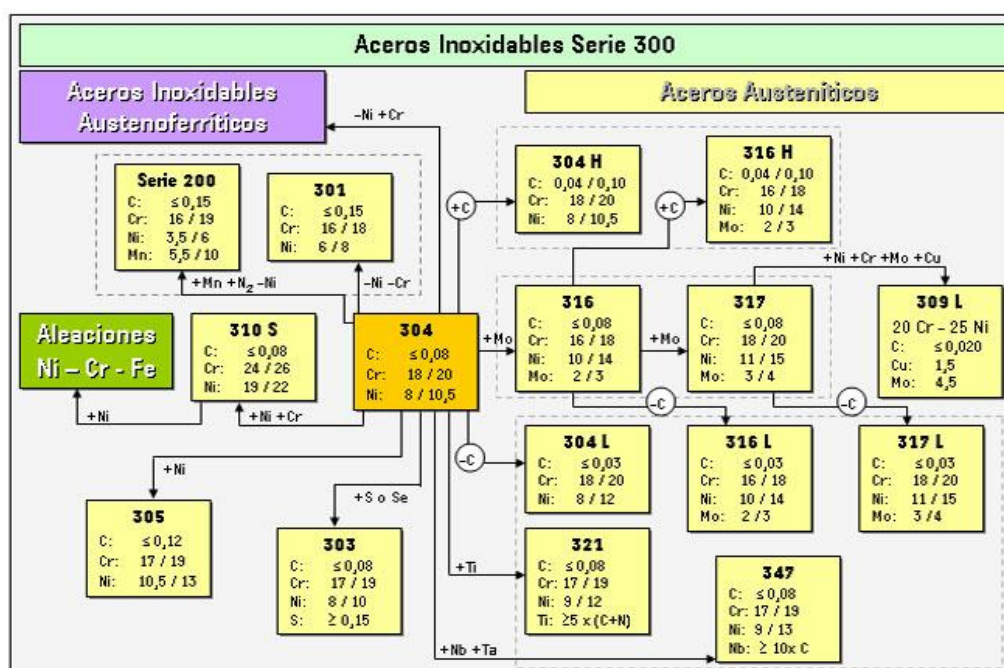 Aceros Inoxidables Serie 300
Aceros Inoxidables
Austenoferríticos
Aceros Austeníticos
-Ni +Cr
Serie 200
C: ≤0,15
Cr: 16 / 19
Ni: 3,5 / 6
Mn: 5,5 / 10
301
C: ≤0,15
Cr: 16 / 18
Ni: 6 / 8
+C
304 H
C: 0,04 / 0,10
Cr: 18 / 20
Ni: 8 / 10,5
+C
316 H
C: 0,04 / 0,10
Cr: 16 / 18
Ni: 10 / 14
Mo: 2 / 3
+Mn +N2 -Ni
-Ni -Cr
+Ni +Cr +Mo +Cu
Aleaciones
Ni – Cr - Fe
310 S
C: ≤0,08
Cr: 24 / 26
Ni: 19 / 22
304
C: ≤0,08
Cr: 18 / 20
Ni: 8 / 10,5
+Mo
316
C: ≤0,08
Cr: 16 / 18
Ni: 10 / 14
Mo: 2 / 3
+Mo
317
C: ≤0,08
Cr: 18 / 20
Ni: 11 / 15
Mo: 3 / 4
309 L
20 Cr - 25 Ni
C: ≤0,020
Cu: 1,5
Mo: 4,5
+Ni
+Ni +Cr
-C
-C
-C
304 L
C: ≤0,03
Cr: 18 / 20
Ni: 8 / 12
316 L
C: ≤0,03
Cr: 16 / 18
Ni: 10 / 14
Mo: 2 / 3
317 L
C: ≤0,03
Cr: 18 / 20
Ni: 11 / 15
Mo: 3 / 4
+Ni
+S o Se
305
C: ≤0,12
Cr: 17 / 19
Ni: 10,5 / 13
303
C: ≤0,08
Cr: 17 / 19
Ni: 8 / 10
S: ≥ 0,15
+Ti
321
C: ≤0,08
Cr: 17 / 19
Ni: 9 / 12
Ti: ≥5 x (C+N)
+Nb +Ta
347
C: ≤0,08
Cr: 17 / 19
Ni: 9 / 13
Nb: ≥ 10x C